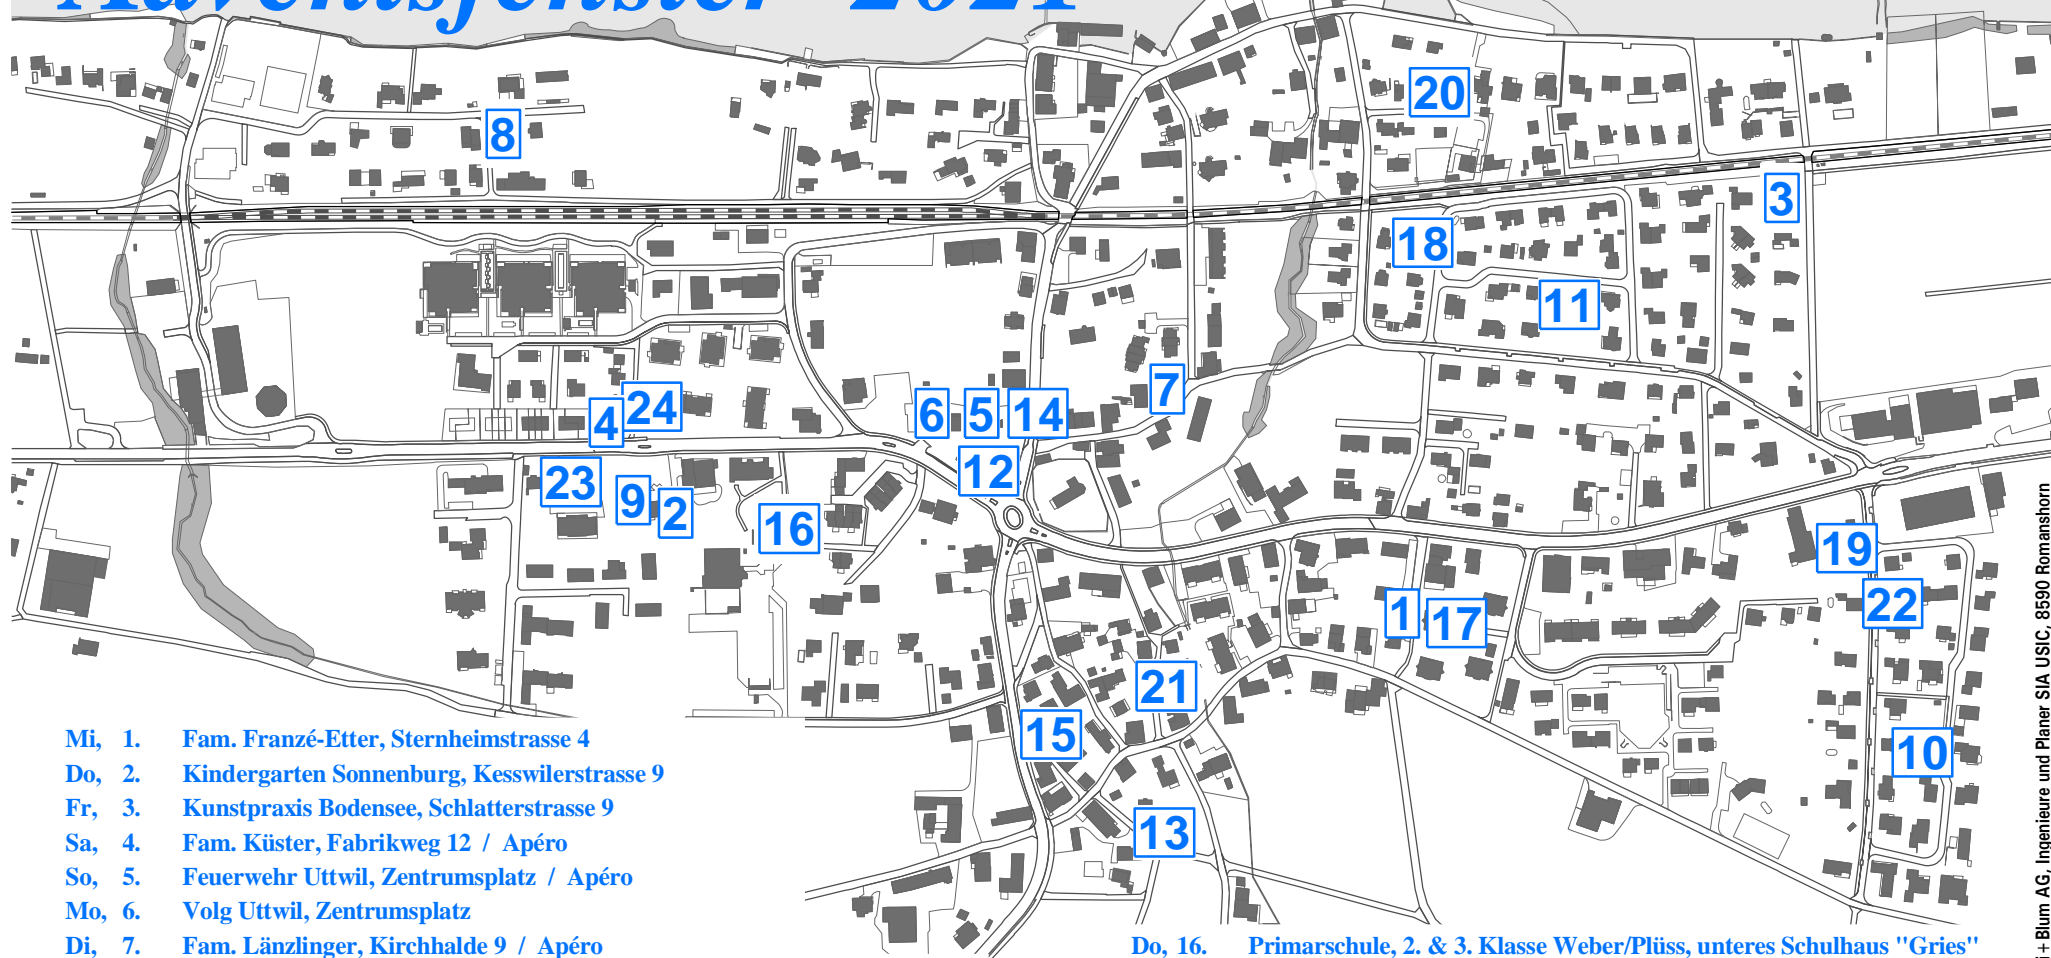 Adventsfenster 2021
8
20
3
18
11
7
6
5
14
4
24
12
23
9
2
16
19
22
1
17
21
15
10
13
Mi, 1. Fam. Franzé-Etter, Sternheimstrasse 4
Do, 2. Kindergarten Sonnenburg, Kesswilerstrasse 9
Fr, 3. Kunstpraxis Bodensee, Schlatterstrasse 9
Sa, 4. Fam. Küster, Fabrikweg 12 / Apéro
So, 5. Feuerwehr Uttwil, Zentrumsplatz / Apéro
Mo, 6. Volg Uttwil, Zentrumsplatz
Di, 7. Fam. Länzlinger, Kirchhalde 9 / Apéro
Do, 16. Primarschule, 2. & 3. Klasse Weber/Plüss, unteres Schulhaus "Gries"
i + Blum AG, Ingenieure und Planer SIA USIC, 8590 Romanshorn